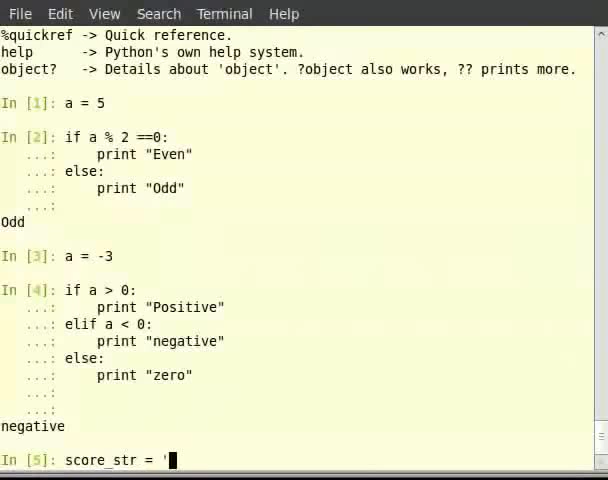 File Edit View Search Terminal Help
%quickref -> Quick reference.
help      -> Python's own help system.
object?   -> Details about 'object'. ?object also works, ?? prints more.
In [1]: a = 5
In [2]: if a % 2 ==0:
   ...:     print "Even"
   ...: else:
   ...:     print "Odd"
   ...:
Odd
In [3]: a = -3
In [4]: if a > 0:
   ...:     print "Positive"
   ...: elif a < 0:
   ...:     print "negative"
   ...: else:
   ...:     print "zero"
   ...:
   ...:
negative
In [5]: score_str = '